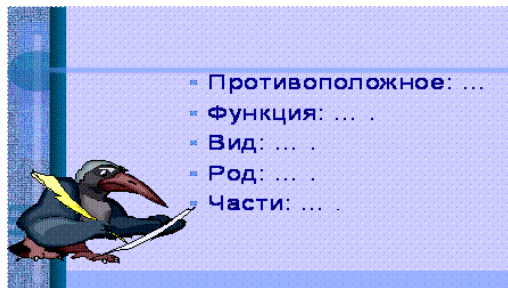 Противоположное: ...
Функция: ... .
Вид: ... .
Род: ... .
Части: ... .